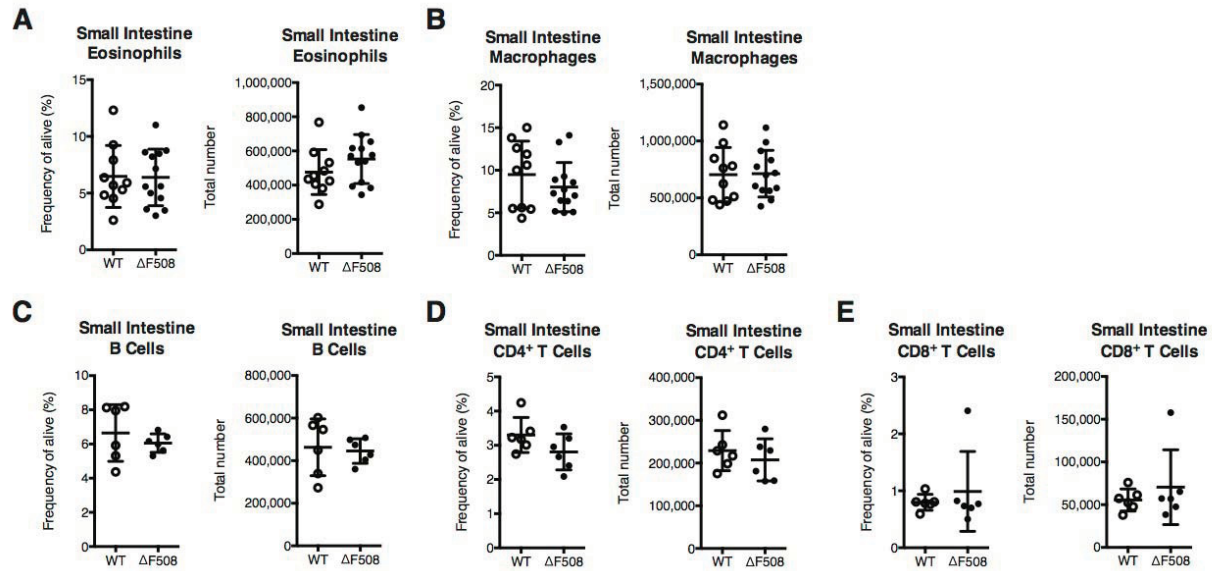 A
Small Intestine
Eosinophils
Frequency of alive (%)
15
10
5
0
WT
ΔF508
Small Intestine
Eosinophils
Total number
1,000,000
800,000
600,000
400,000
200,000
0
WT
ΔF508
B
Small Intestine
Macrophages
Frequency of alive (%)
20
15
10
5
0
WT
ΔF508
Small Intestine
Macrophages
Total number
1,500,000
1,000,000
500,000
0
WT
ΔF508
C
Small Intestine
B Cells
Frequency of alive (%)
10
8
6
4
2
0
WT
ΔF508
Small Intestine
B Cells
Total number
800,000
600,000
400,000
200,000
0
WT
ΔF508
D
Small Intestine
CD4⁺ T Cells
Frequency of alive (%)
5
4
3
2
1
0
WT
ΔF508
Small Intestine
CD4⁺ T Cells
Total number
400,000
300,000
200,000
100,000
0
WT
ΔF508
E
Small Intestine
CD8⁺ T Cells
Frequency of alive (%)
3
2
1
0
WT
ΔF508
Small Intestine
CD8⁺ T Cells
Total number
200,000
150,000
100,000
50,000
0
WT
ΔF508